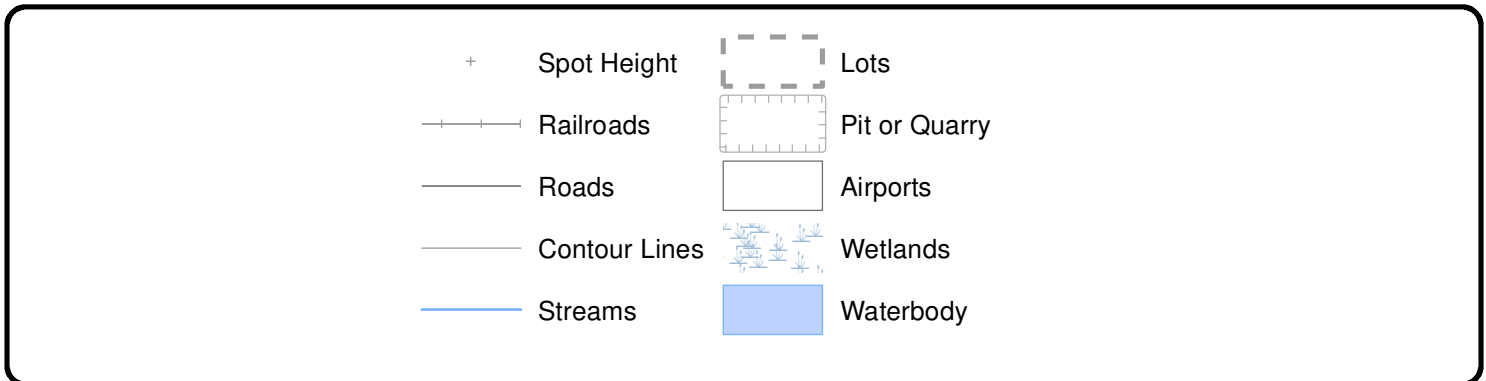 Spot Height
Railroads
Roads
Contour Lines
Streams
Lots
Pit or Quarry
Airports
Wetlands
Waterbody